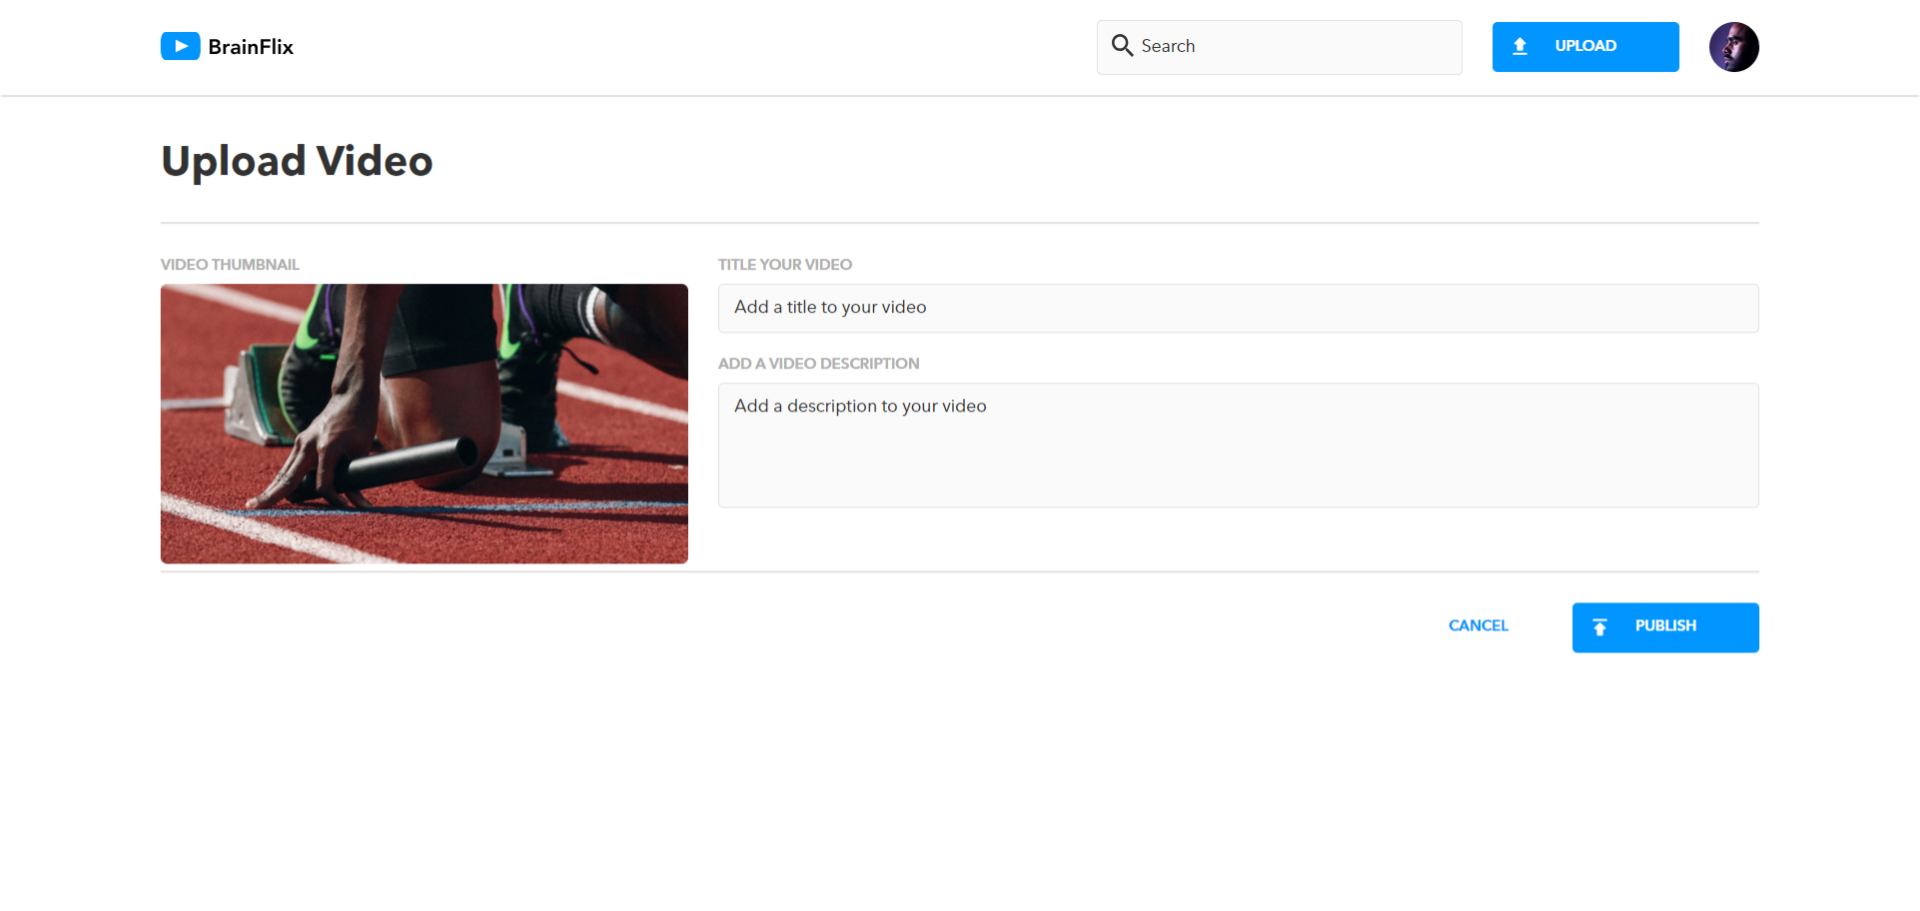 BrainFlix
Search
UPLOAD
Upload Video
VIDEO THUMBNAIL
TITLE YOUR VIDEO
Add a title to your video
ADD A VIDEO DESCRIPTION
Add a description to your video
CANCEL
PUBLISH